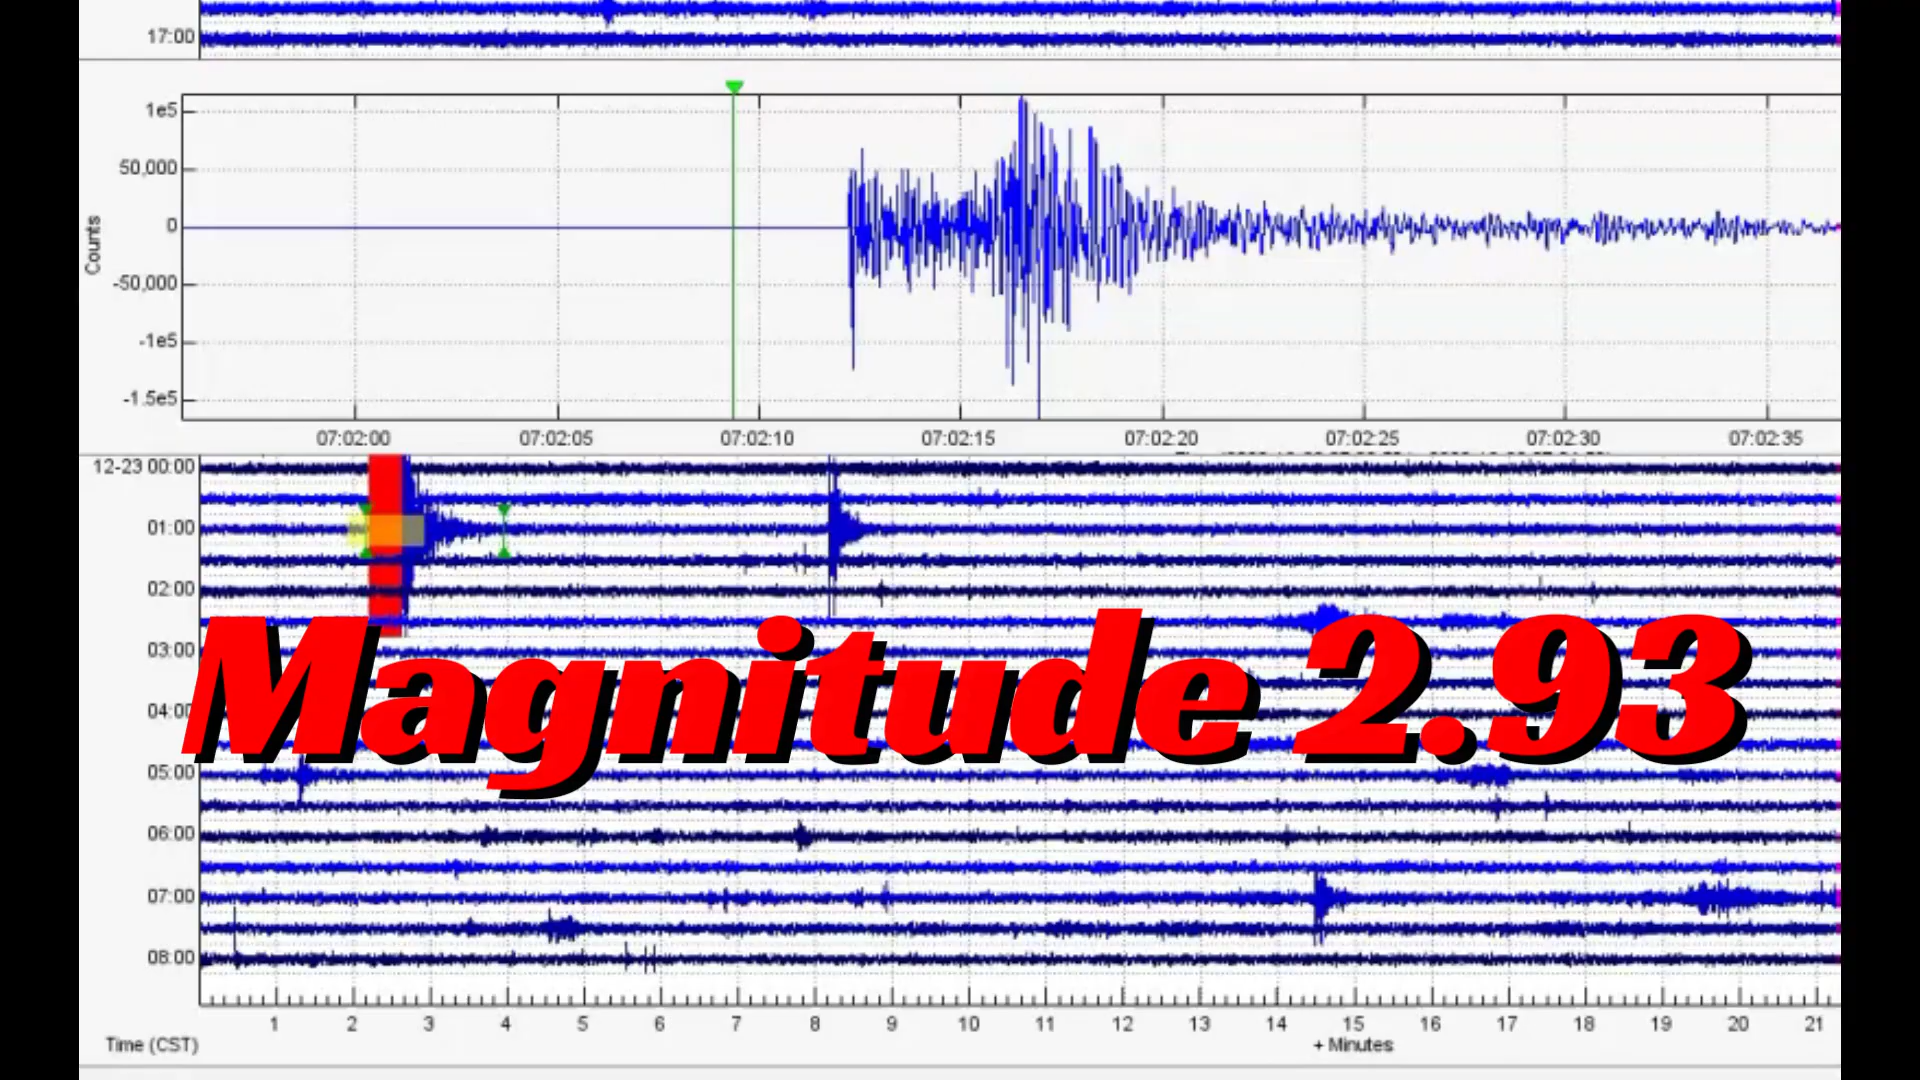 17:00
1e5
50,000
0
-50,000
-1e5
-1.5e5
Counts
07:02:00 07:02:05 07:02:10 07:02:15 07:02:20 07:02:25 07:02:30 07:02:35
12-23 00:00
01:00
02:00
03:00
Magnitude 2.93
04:00
05:00
06:00
07:00
08:00
1 2 3 4 5 6 7 8 9 10 11 12 13 14 15 16 17 18 19 20 21
Time (CST) + Minutes